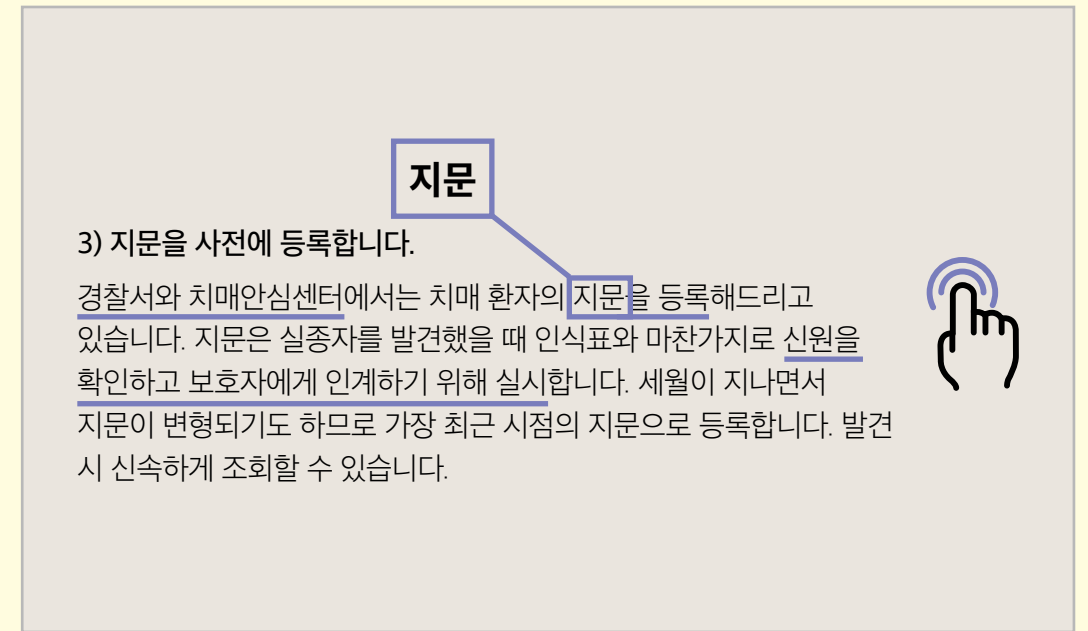 지문
3) 지문을 사전에 등록합니다.
경찰서와 치매안심센터에서는 치매 환자의 지문을 등록해드리고
있습니다. 지문은 실종자를 발견했을 때 인식표와 마찬가지로 신원을
확인하고 보호자에게 인계하기 위해 실시합니다. 세월이 지나면서
지문이 변형되기도 하므로 가장 최근 시점의 지문으로 등록합니다. 발견
시 신속하게 조회할 수 있습니다.